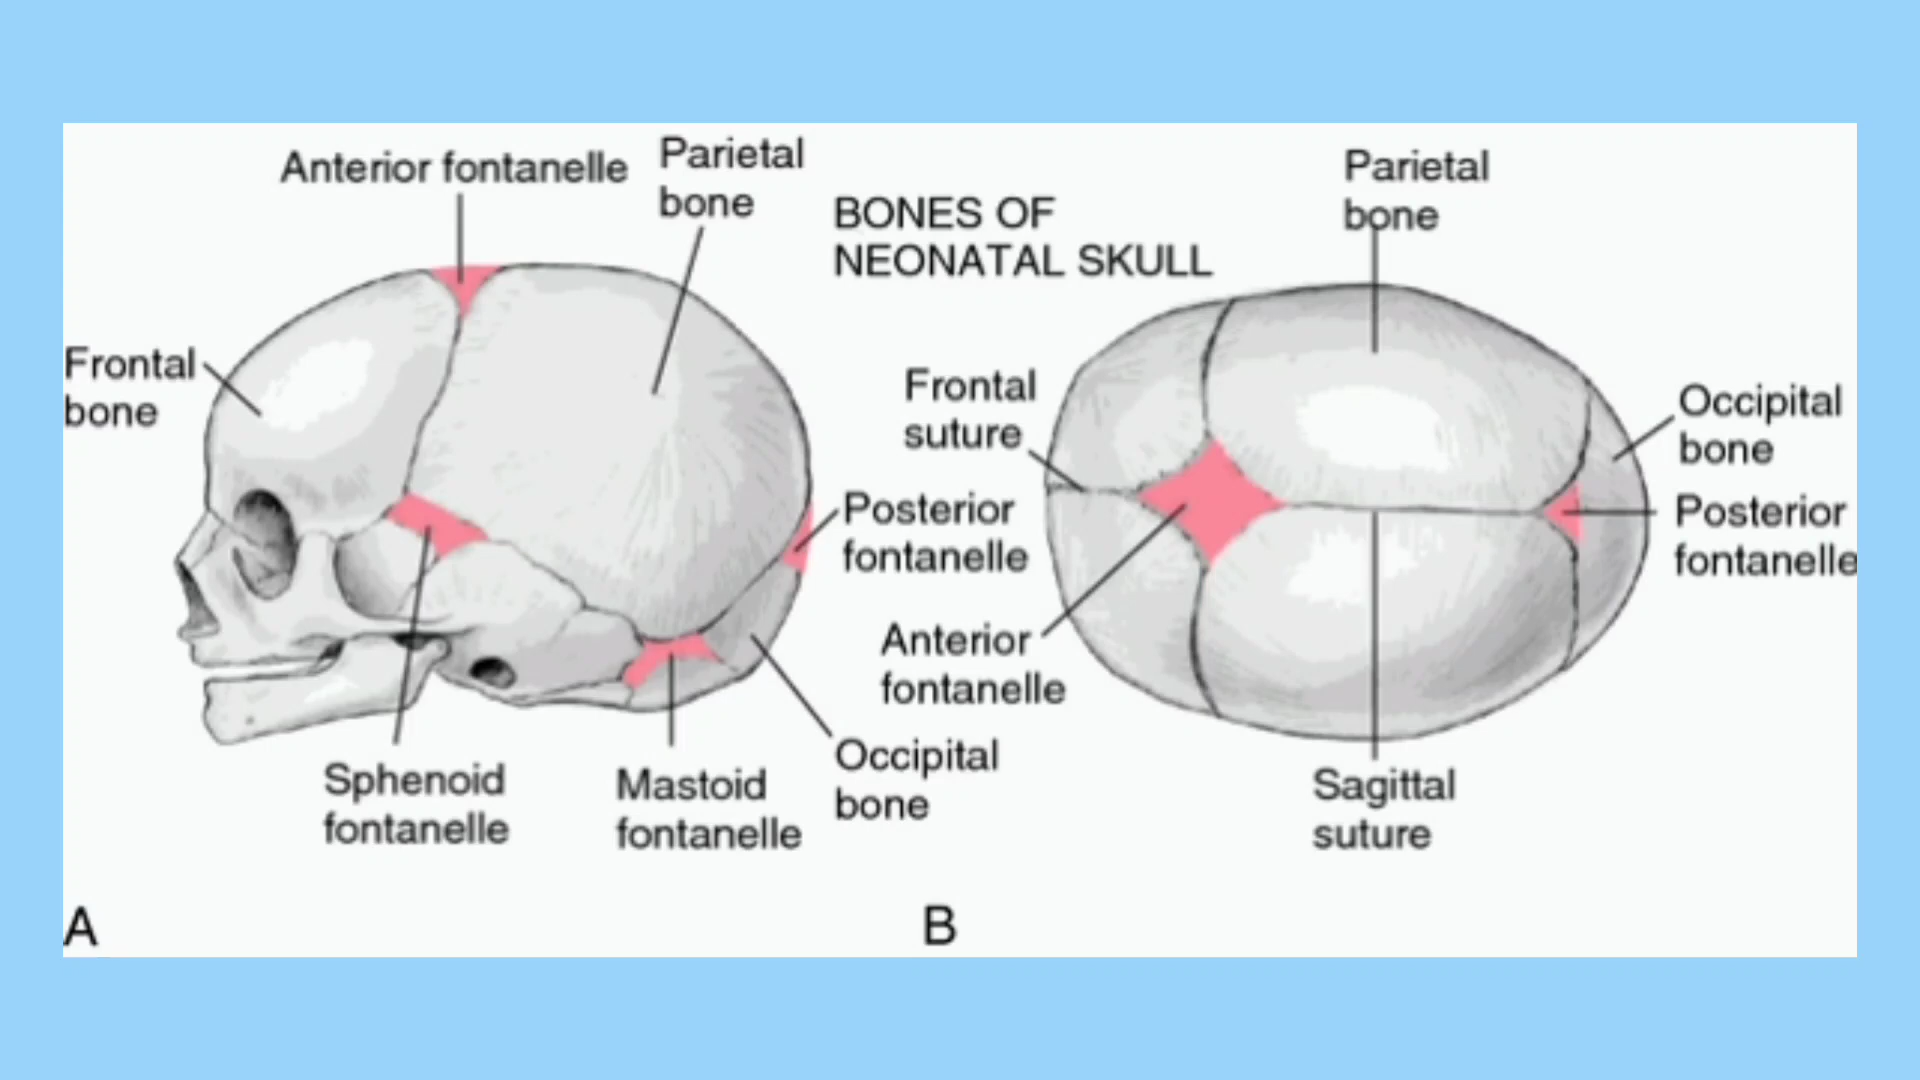 Anterior fontanelle
Parietal
bone
BONES OF
NEONATAL SKULL
Frontal
bone
Posterior
fontanelle
Sphenoid
fontanelle
Mastoid
fontanelle
Occipital
bone
A
Parietal
bone
Frontal
suture
Occipital
bone
Posterior
fontanelle
Anterior
fontanelle
Sagittal
suture
B